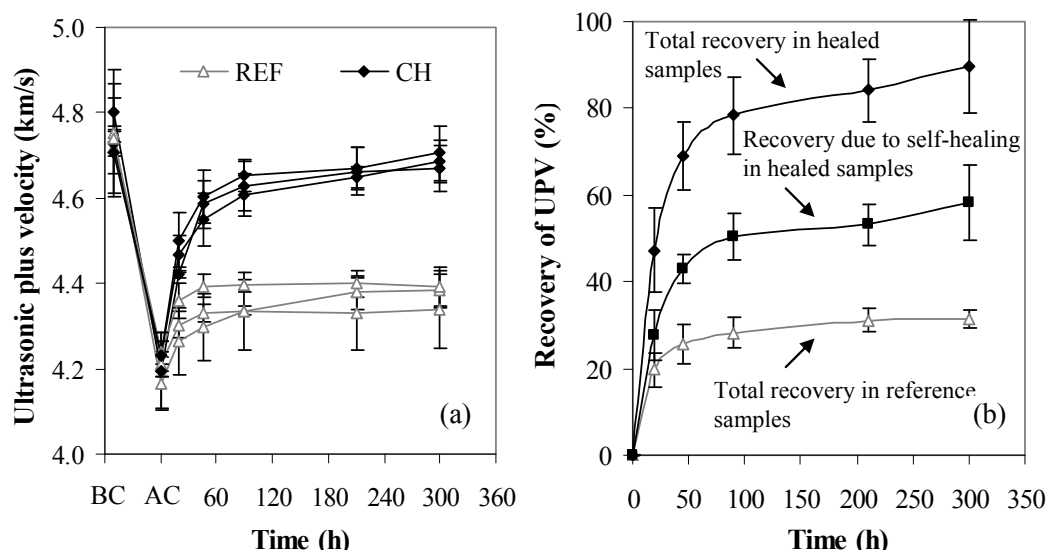 Ultrasonic plus velocity (km/s)
5.0
4.8
4.6
4.4
4.2
4.0
REF
CH
(a)
BC AC 60 120 180 240 300 360
Time (h)
Recovery of UPV (%)
100
80
60
40
20
0
Total recovery in healed
samples
Recovery due to self-healing
in healed samples
Total recovery in reference
samples
(b)
0 50 100 150 200 250 300 350
Time (h)